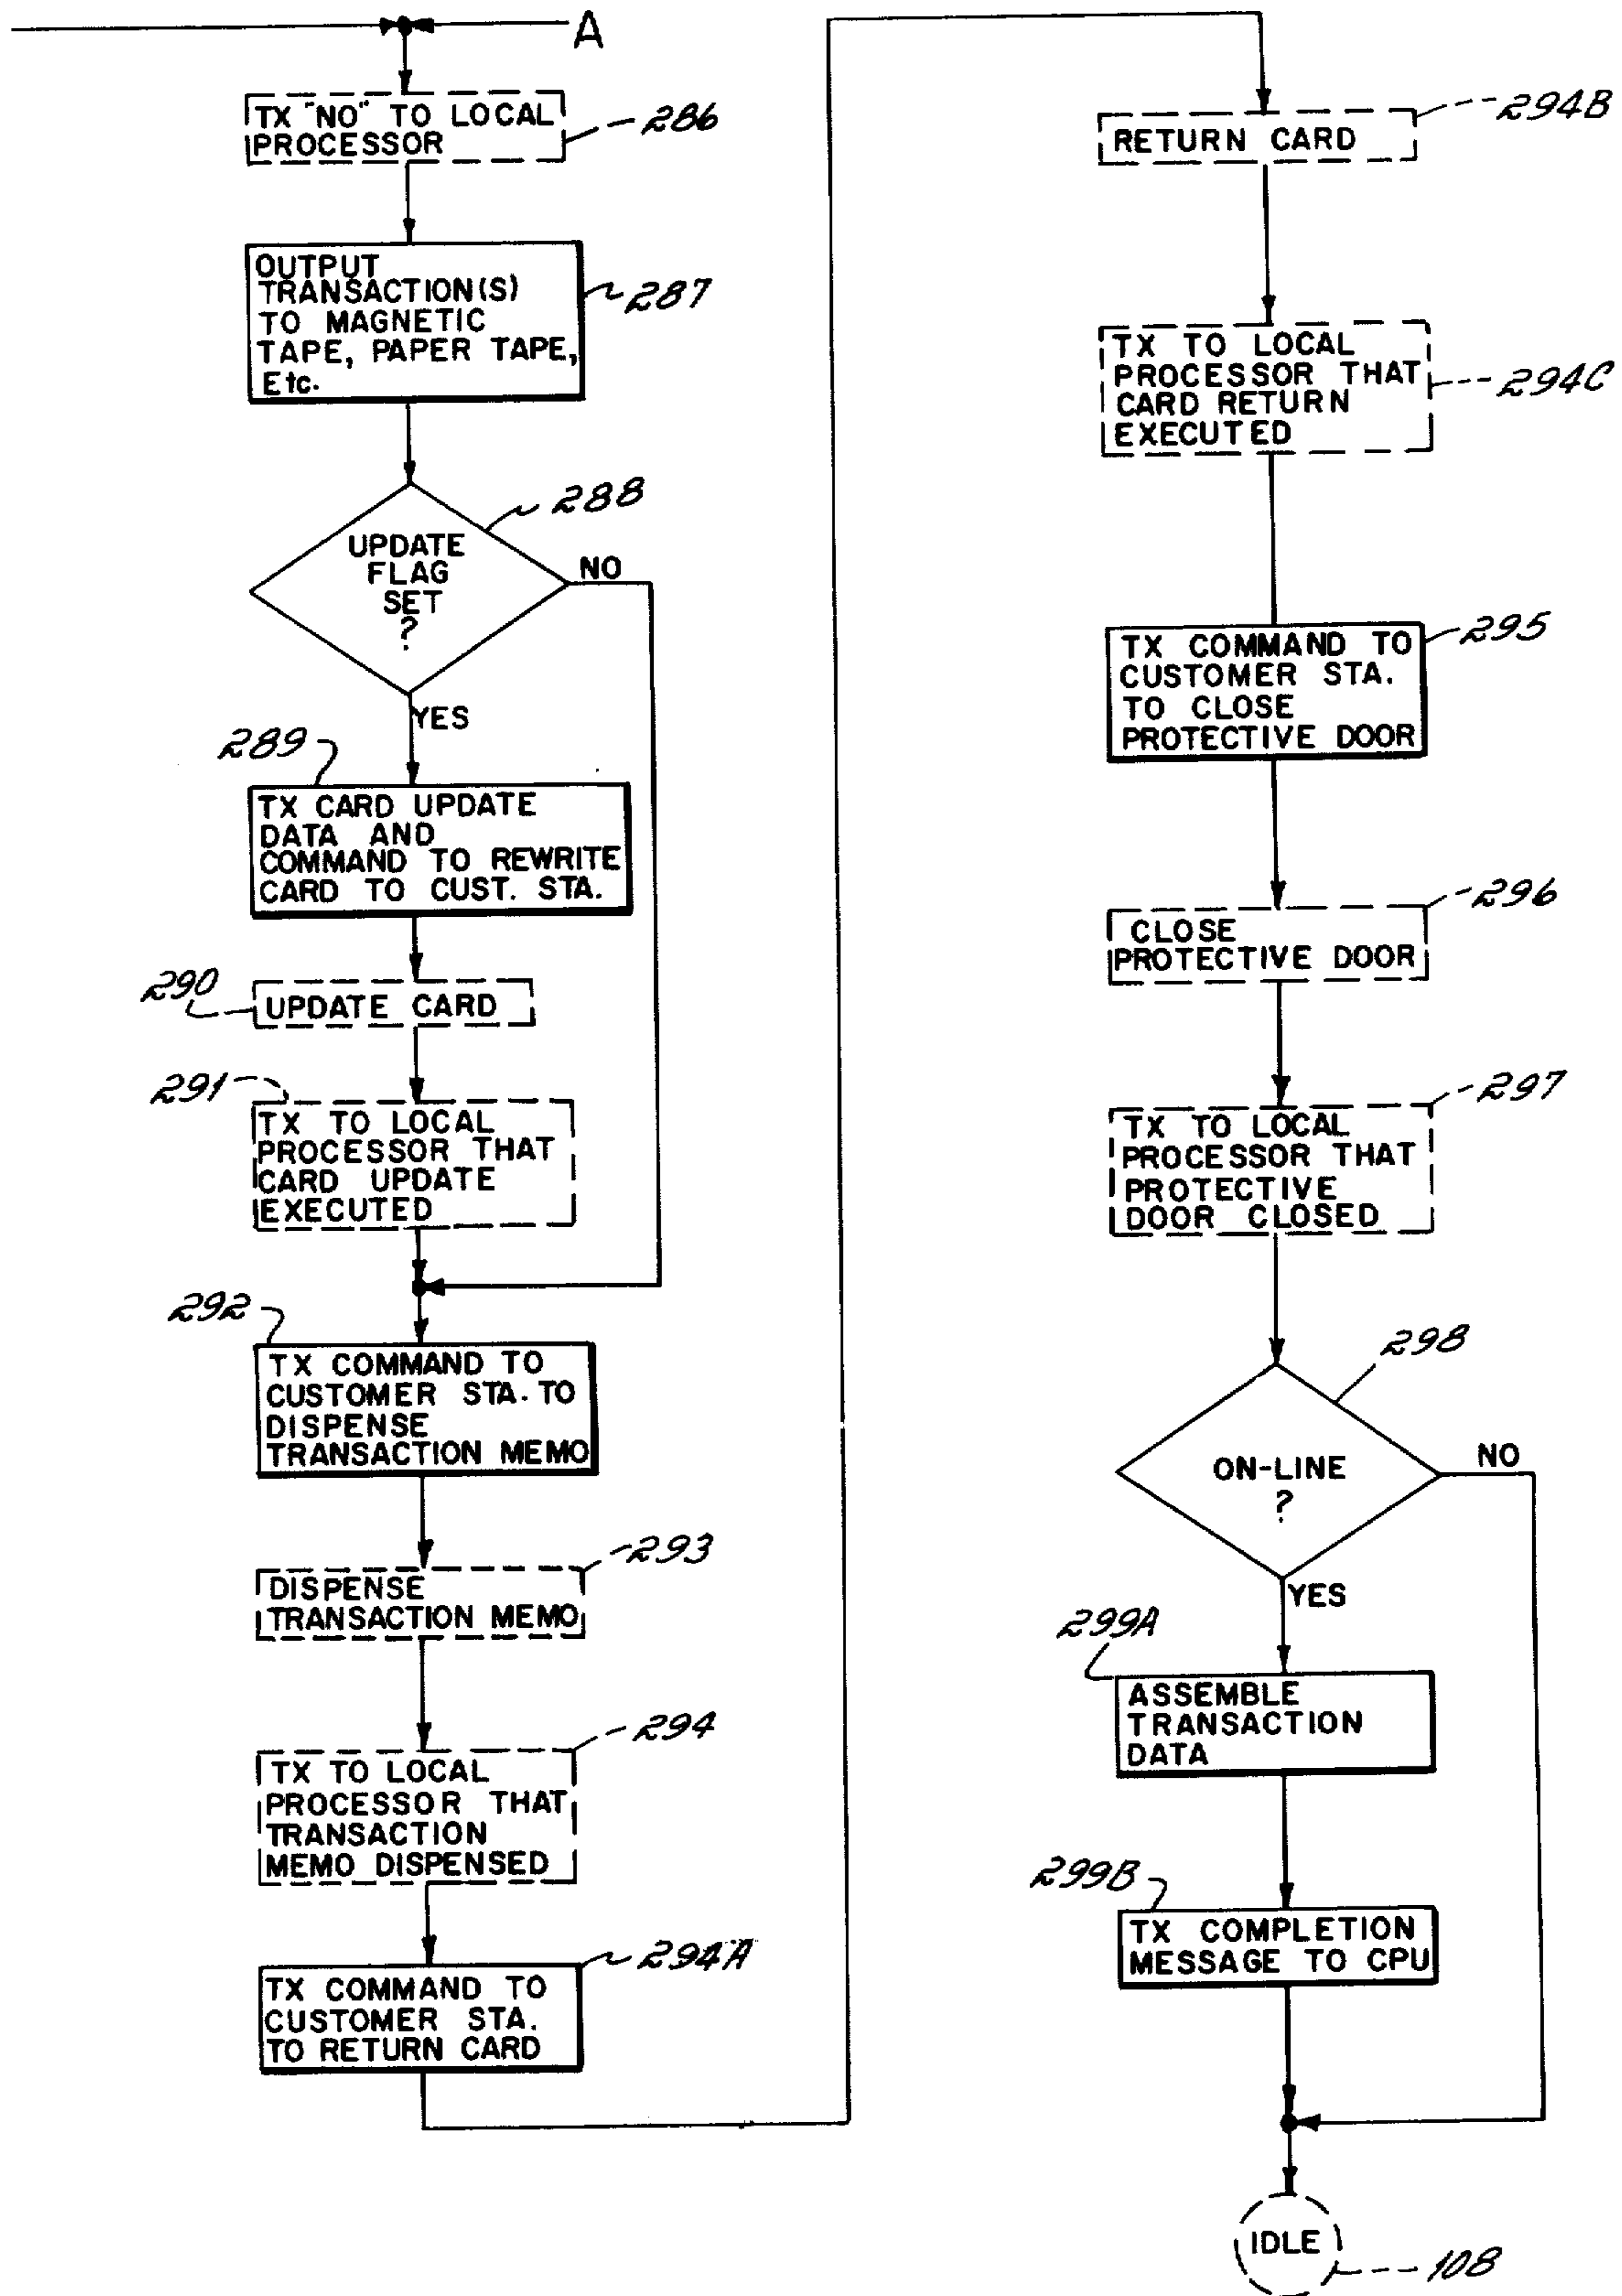 A
TX "NO" TO LOCAL
PROCESSOR
286
OUTPUT
TRANSACTION(S)
TO MAGNETIC
TAPE, PAPER TAPE,
Etc.
287
288
UPDATE
FLAG
SET
?
NO
YES
289
TX CARD UPDATE
DATA AND
COMMAND TO REWRITE
CARD TO CUST. STA.
290
UPDATE CARD
291
TX TO LOCAL
PROCESSOR THAT
CARD UPDATE
EXECUTED
292
TX COMMAND TO
CUSTOMER STA. TO
DISPENSE
TRANSACTION MEMO
293
DISPENSE
TRANSACTION MEMO
294
TX TO LOCAL
PROCESSOR THAT
TRANSACTION
MEMO DISPENSED
294A
TX COMMAND TO
CUSTOMER STA.
TO RETURN CARD
294B
RETURN CARD
TX TO LOCAL
PROCESSOR THAT
CARD RETURN
EXECUTED
294C
295
TX COMMAND TO
CUSTOMER STA.
TO CLOSE
PROTECTIVE DOOR
296
CLOSE
PROTECTIVE DOOR
297
TX TO LOCAL
PROCESSOR THAT
PROTECTIVE
DOOR CLOSED
298
ON-LINE
?
NO
YES
299A
ASSEMBLE
TRANSACTION
DATA
299B
TX COMPLETION
MESSAGE TO CPU
IDLE
108